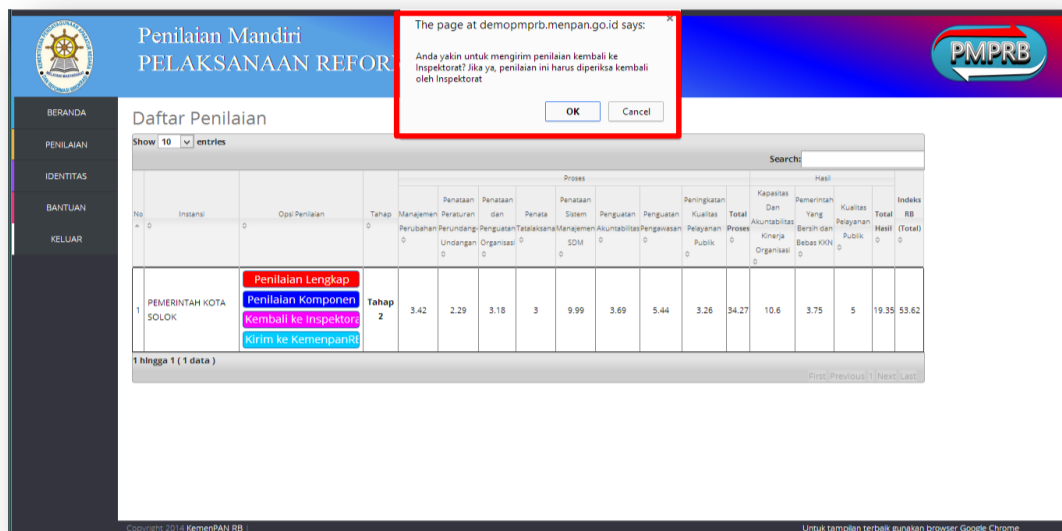 Penilaian Mandiri
PELAKSANAAN REFOR
The page at demopmprb.menpan.go.id says:
Anda yakin untuk mengirim penilaian kembali ke
Inspektorat? Jika ya, penilaian ini harus diperiksa kembali
oleh Inspektorat
OK Cancel
PMPRB
BERANDA
PENILAIAN
IDENTITAS
BANTUAN
KELUAR
Daftar Penilaian
Show 10 entries
Search:
Proses Hasil
No
Instansi
Opsi Penilaian
Tahap
Manajemen
Perubahan
Penataan
Peraturan
Perundang-
Undangan
Penataan
dan
Penguatan
Organisasi
Penata
Tatalaksana
Penataan
Sistem
Manajemen
SDM
Penguatan
Akuntabilitas
Penguatan
Pengawasan
Peningkatan
Kualitas
Pelayanan
Publik
Total
Proses
Kapasitas
Dan
Akuntabilitas
Kinerja
Organisasi
Pemerintah
Yang
Bersih dan
Bebas KKN
Kualitas
Pelayanan
Publik
Total
Hasil
Indeks
RB
(Total)
1
PEMERINTAH KOTA
SOLOK
Penilaian Lengkap
Penilaian Komponen
Kembali ke Inspektora
Kirim ke KemenpanRB
Tahap
2
3.42 2.29 3.18 3 9.99 3.69 5.44 3.26 34.27 10.6 3.75 5 19.35 53.62
1 hingga 1 ( 1 data )
First Previous 1 Next Last
Copyright 2014 KemenPAN RB |
Untuk tampilan terbaik gunakan browser Google Chrome